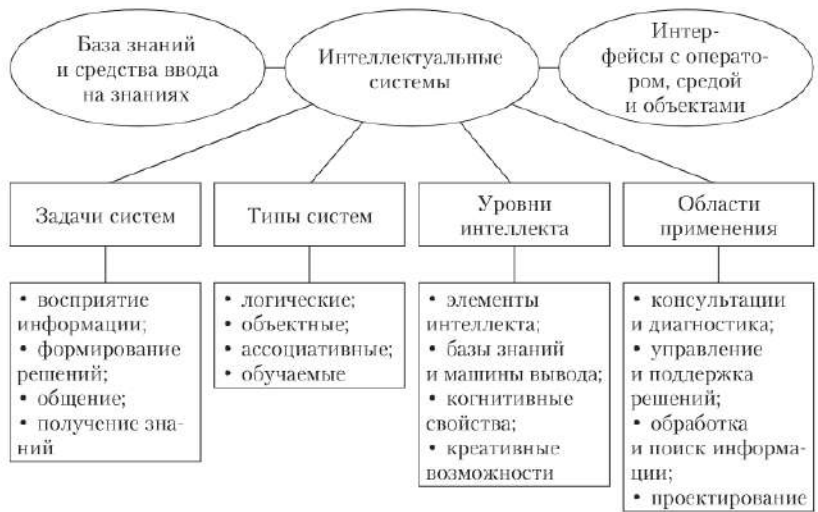 База знаний
и средства ввода
на знаниях
Интеллектуальные
системы
Интер-
фейсы с операто-
ром, средой
и объектами
Задачи систем
Типы систем
Уровни
интеллекта
Области
применения
• восприятие
информации;
• формирование
решений;
• общение;
• получение зна-
ний
• логические;
• объектные;
• ассоциативные;
• обучаемые
• элементы
интеллекта;
• базы знаний
и машины вывода;
• когнитивные
свойства;
• креативные
возможности
• консультации
и диагностика;
• управление
и поддержка
решений;
• обработка
и поиск информа-
ции;
• проектирование